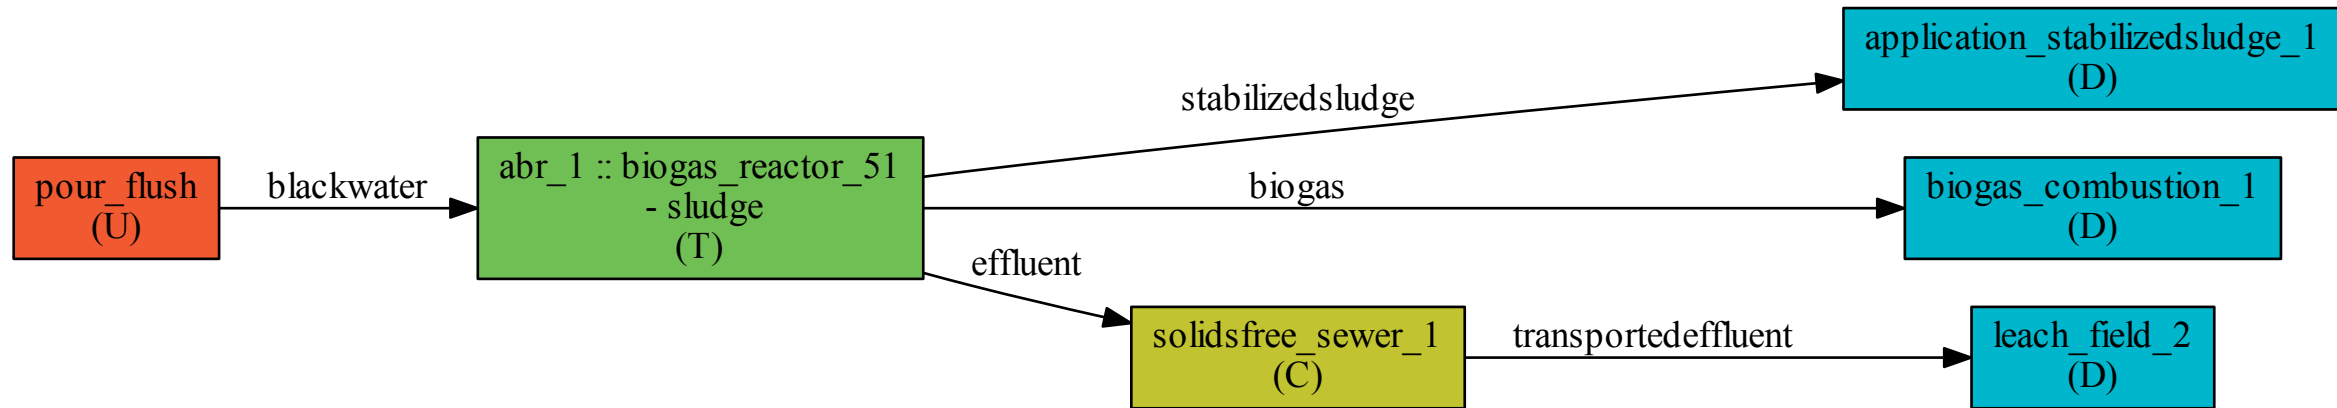 pour_flush
(U)
blackwater
abr_1 :: biogas_reactor_51
- sludge
(T)
stabilizedsludge
application_stabilizedsludge_1
(D)
biogas
biogas_combustion_1
(D)
effluent
solidsfree_sewer_1
(C)
transportedeffluent
leach_field_2
(D)